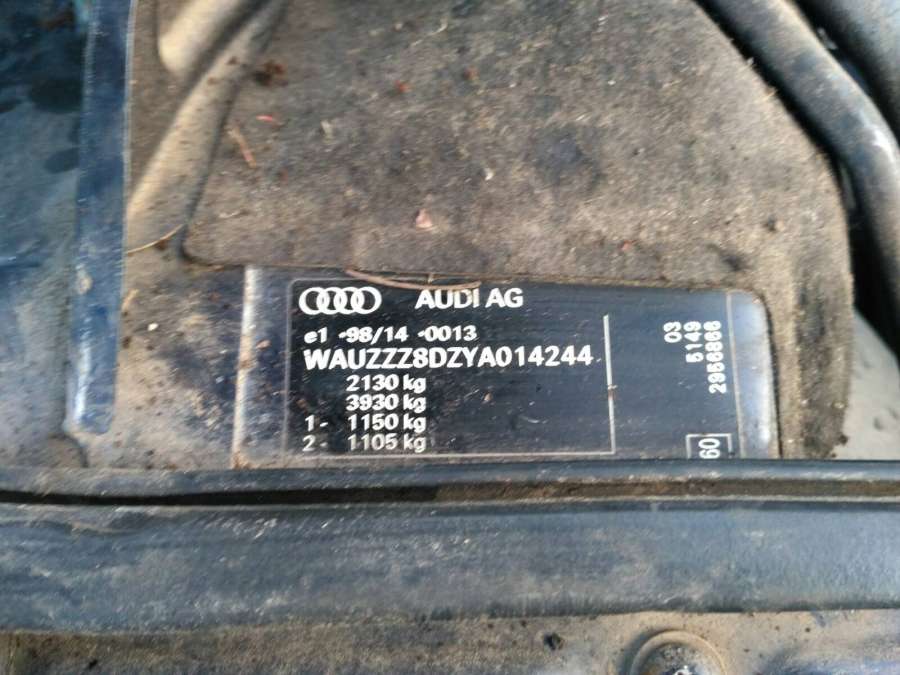 AUDI AG
e1 -98/14 -0013
WAUZZZ8DZYA014244
2130 kg
3930 kg
1- 1150 kg
2- 1105 kg
03
5149
2956866
60